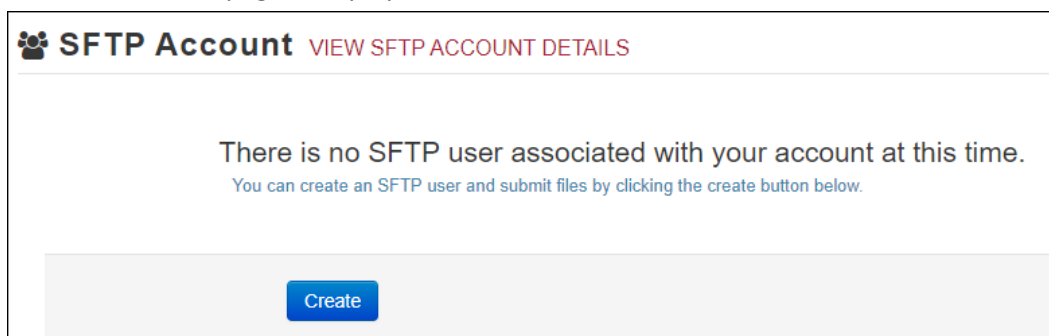 SFTP Account VIEW SFTP ACCOUNT DETAILS
There is no SFTP user associated with your account at this time.
You can create an SFTP user and submit files by clicking the create button below.
Create